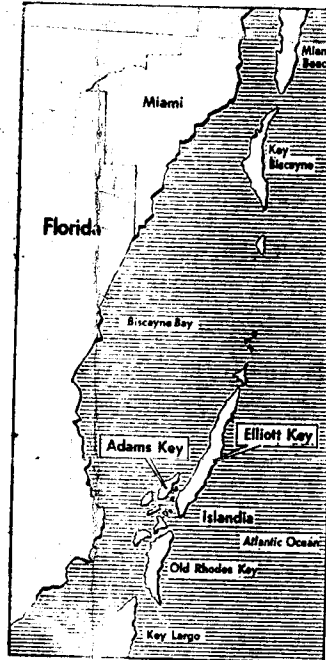 Miami
Beach
Miami
Key
Biscayne
Florida
Biscayne Bay
Elliott Key
Adams Key
Islandia
Atlantic Ocean
Old Rhodes Key
Key Largo